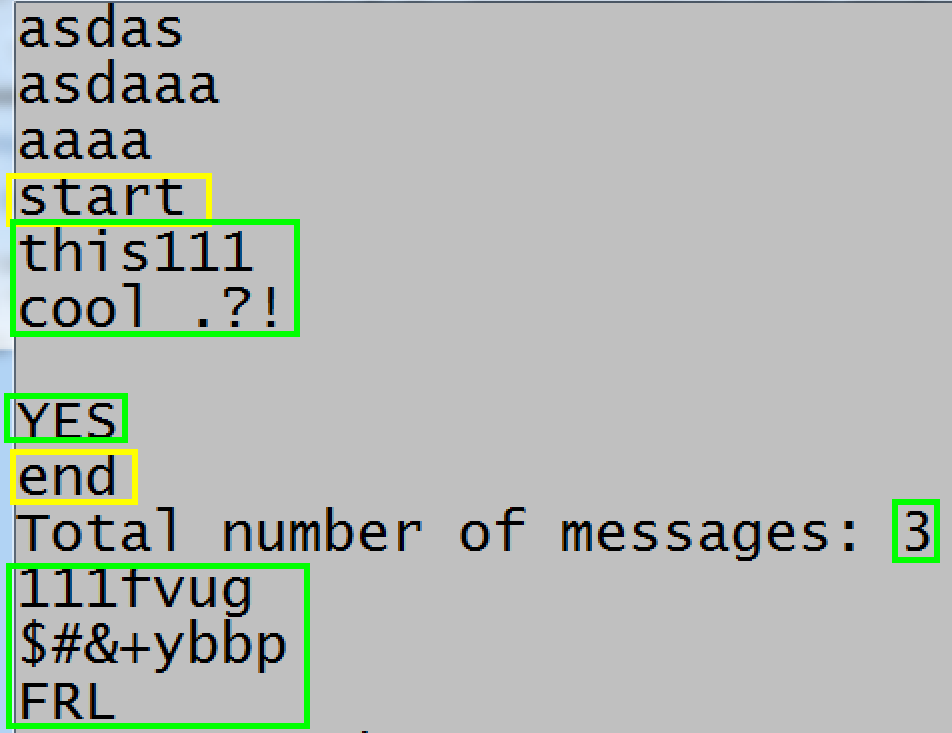 asdas
asdaaa
aaaa
start
this111
cool .?!
YES
end
Total number of messages: 3
111fvug
$#&+ybbp
FRL